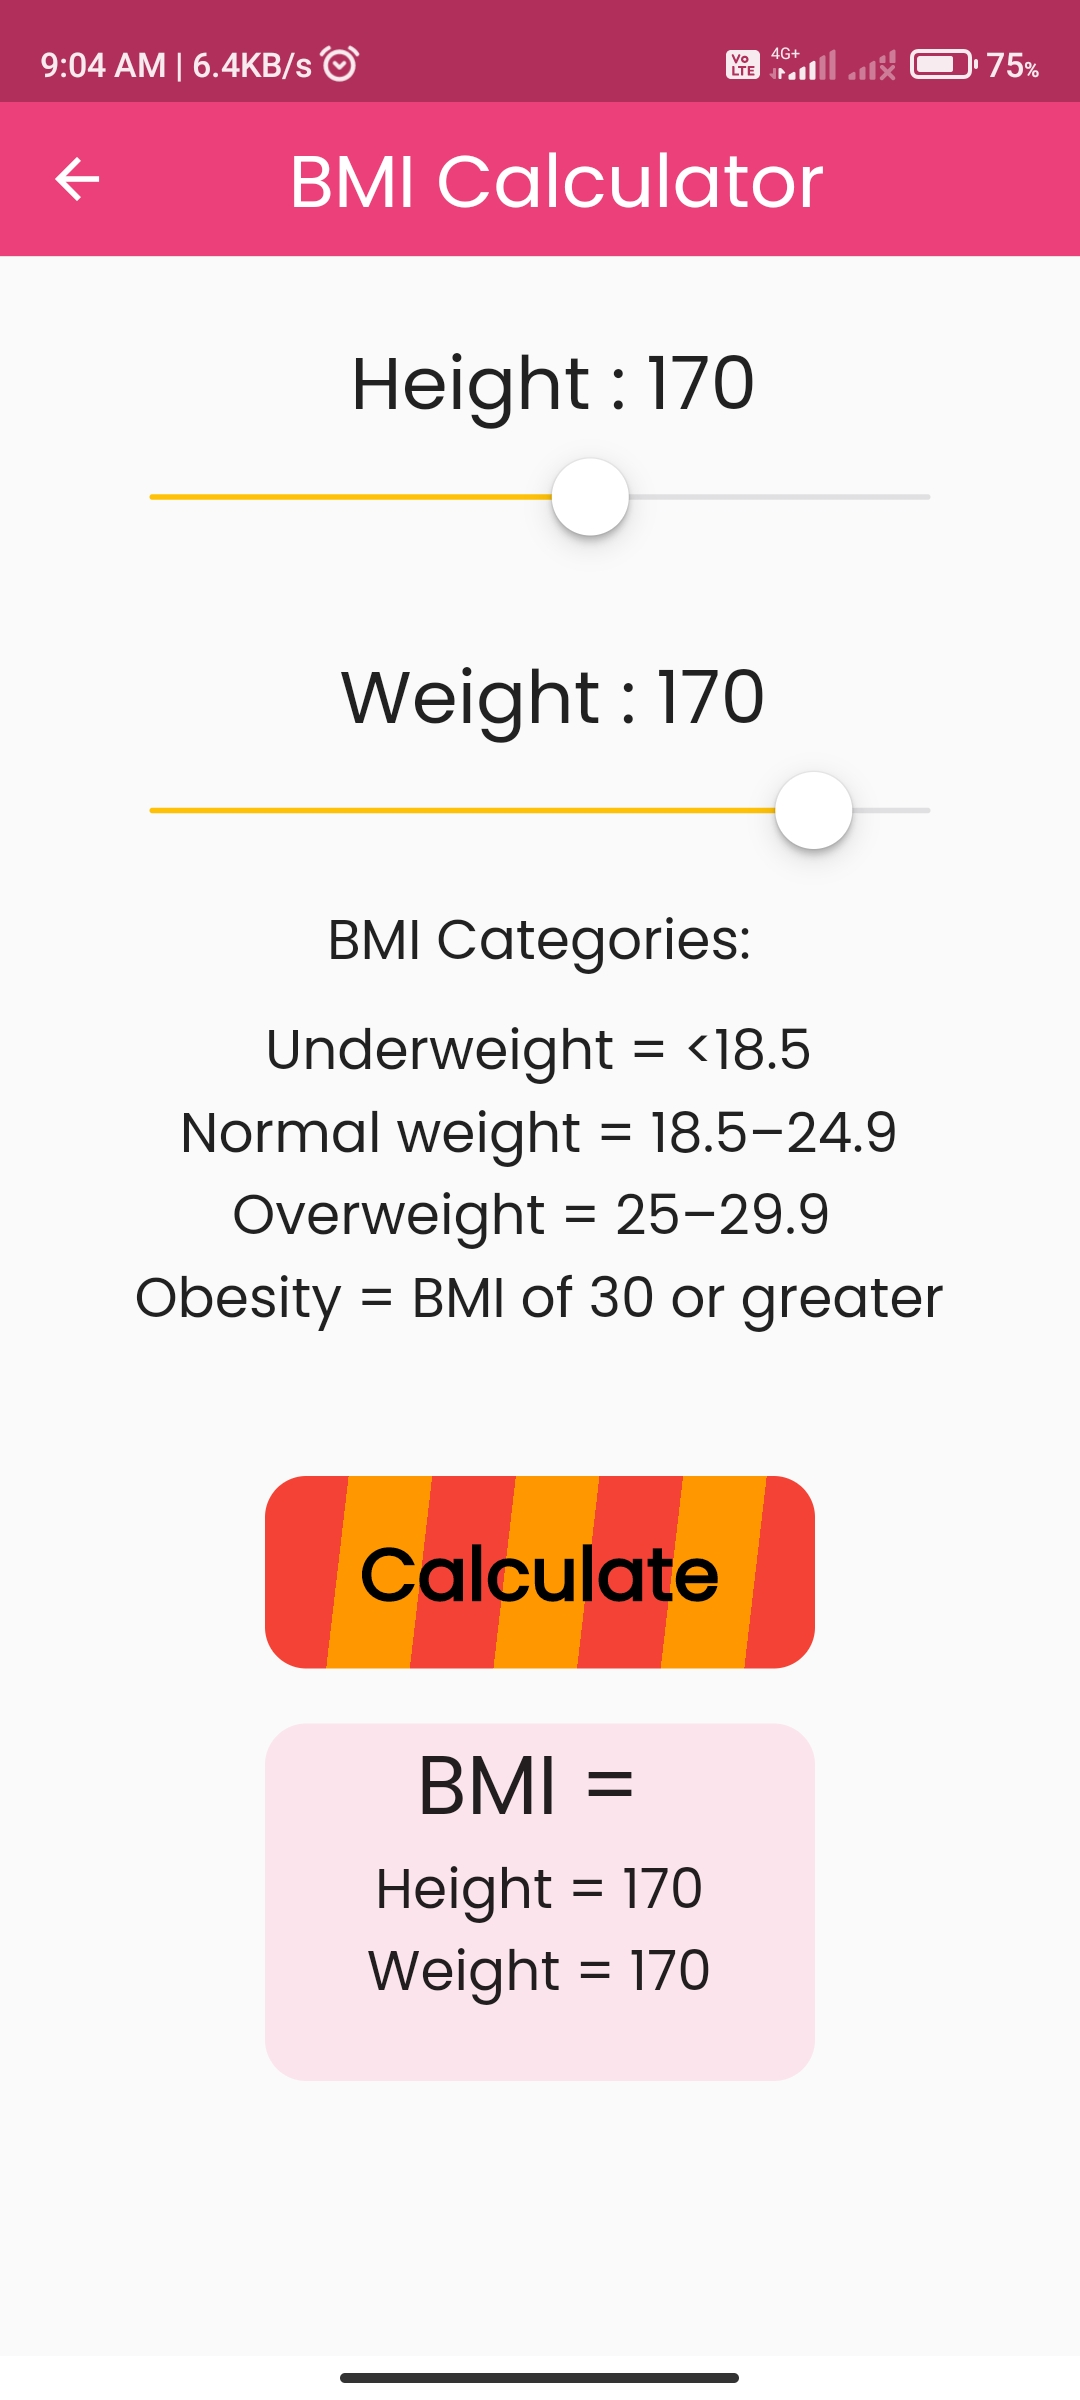 9:04 AM | 6.4KB/s
Vo LTE 4G+ 75%
BMI Calculator
Height : 170
Weight : 170
BMI Categories:
Underweight = <18.5
Normal weight = 18.5–24.9
Overweight = 25–29.9
Obesity = BMI of 30 or greater
Calculate
BMI =
Height = 170
Weight = 170